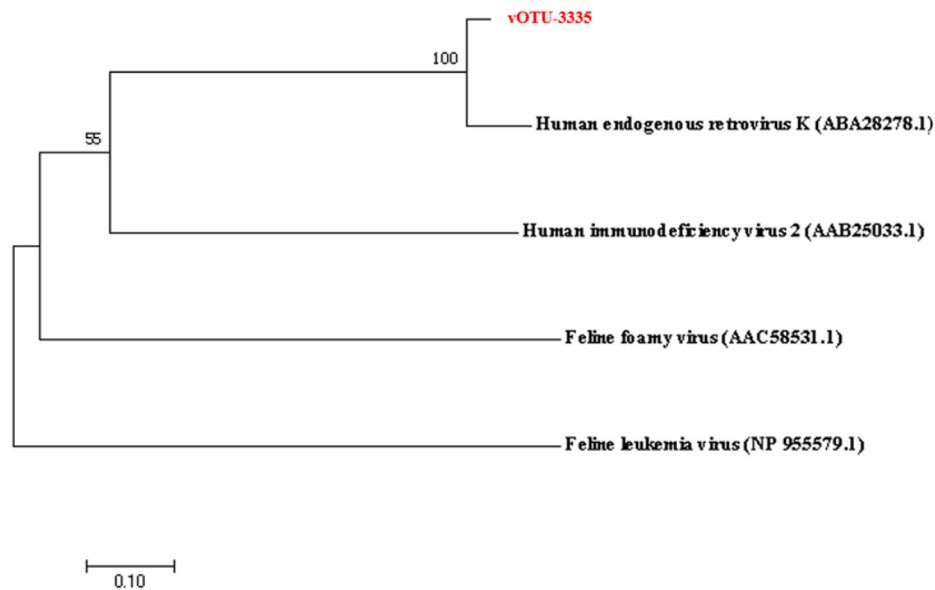 vOTU-3335
100
Human endogenous retrovirus K (ABA28278.1)
55
Human immunodeficiency virus 2 (AAB25033.1)
Feline foamy virus (AAC58531.1)
Feline leukemia virus (NP 955579.1)
0.10